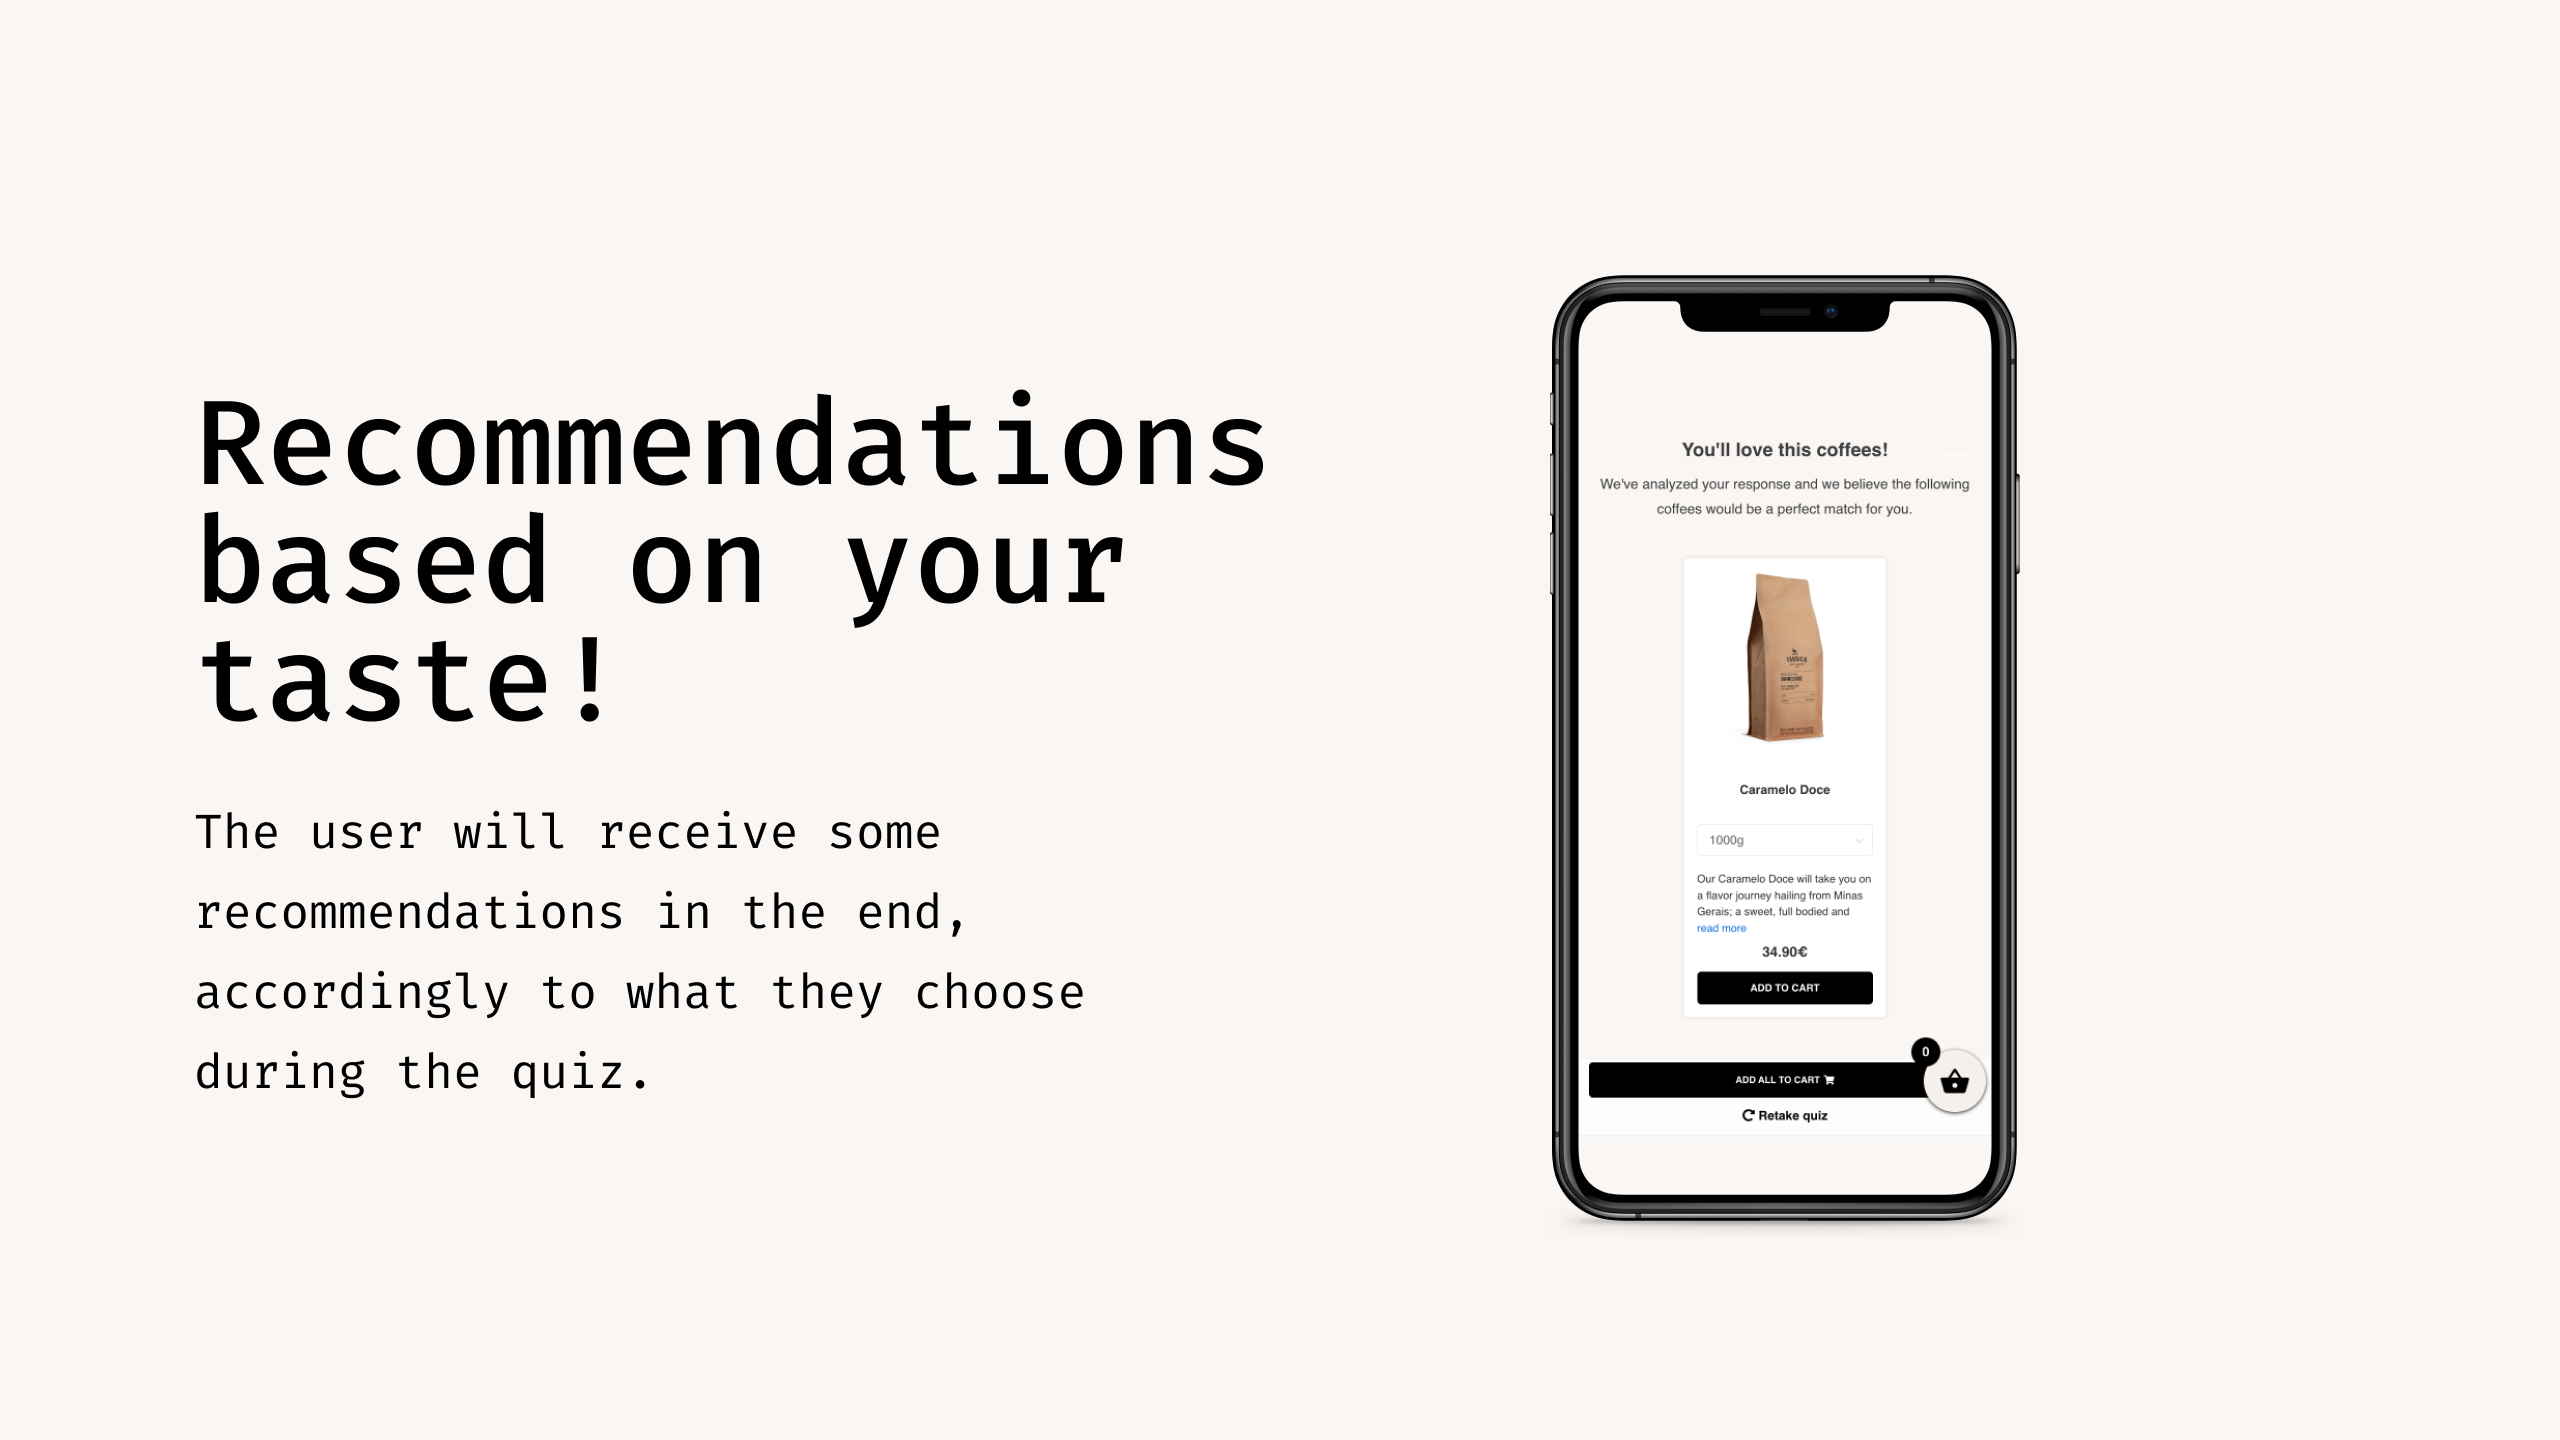 Recommendations
based on your
taste!
The user will receive some
recommendations in the end,
accordingly to what they choose
during the quiz.
You'll love this coffees!
We've analyzed your response and we believe the following
coffees would be a perfect match for you.
Caramelo Doce
1000g
Our Caramelo Doce will take you on
a flavor journey hailing from Minas
Gerais; a sweet, full bodied and
read more
34.90€
ADD TO CART
0
ADD ALL TO CART
Retake quiz